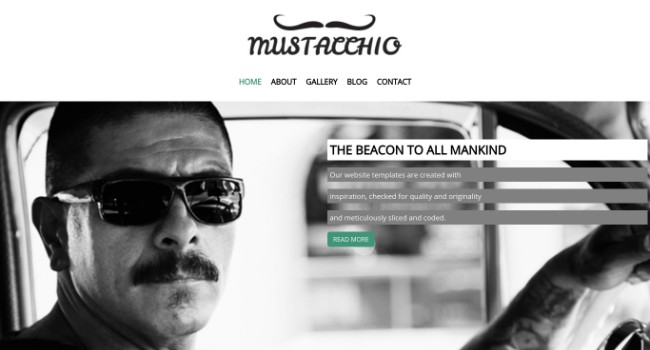 MUSTACCHIO
HOME ABOUT GALLERY BLOG CONTACT
THE BEACON TO ALL MANKIND
Our website templates are created with
inspiration, checked for quality and originality
and meticulously sliced and coded.
READ MORE